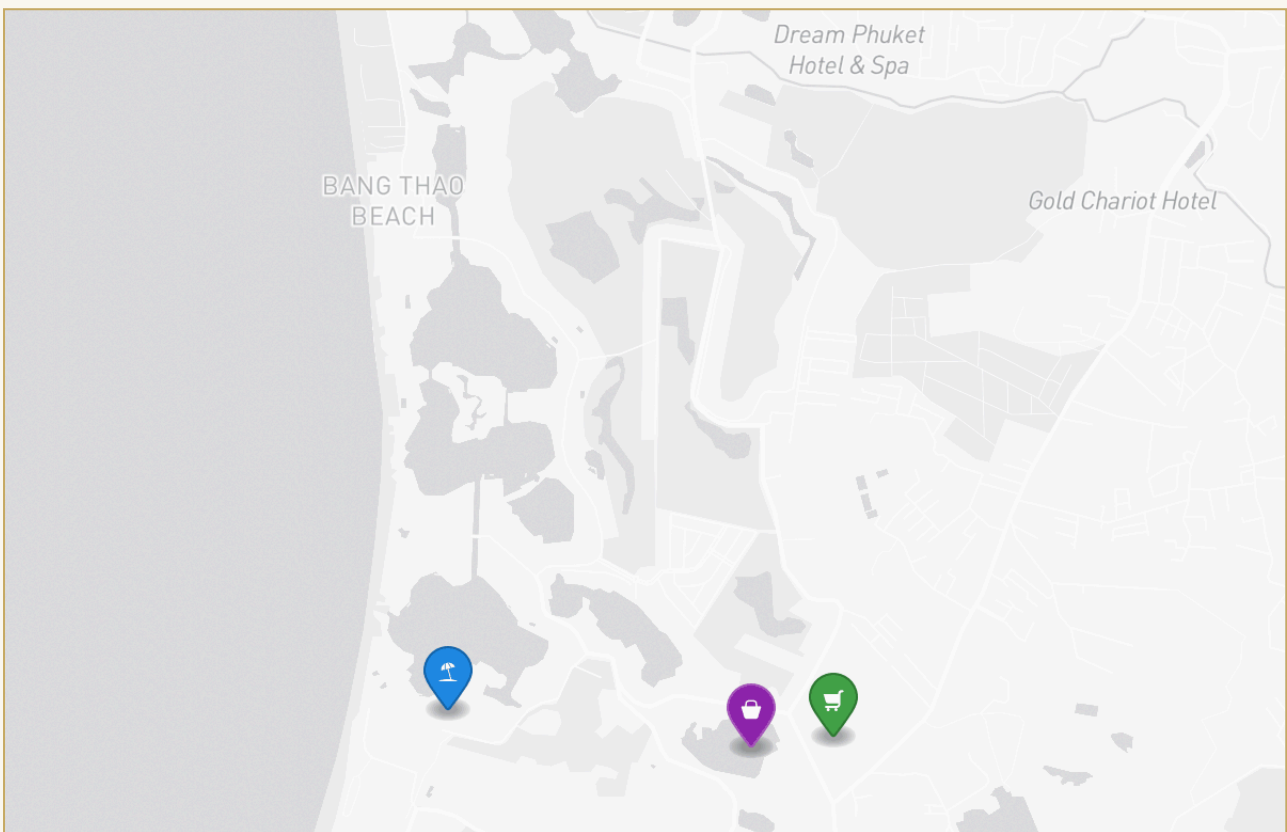 Dream Phuket
Hotel & Spa
BANG THAO
BEACH
Gold Chariot Hotel